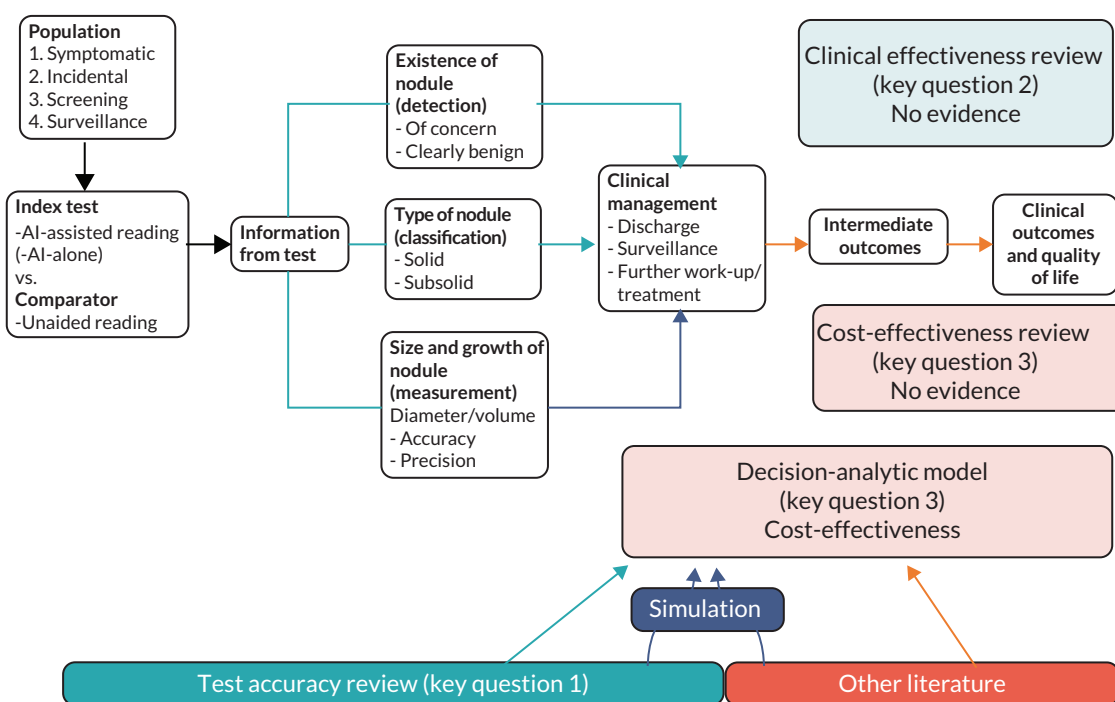 Population
1. Symptomatic
2. Incidental
3. Screening
4. Surveillance
Index test
-AI-assisted reading
(-AI-alone)
vs.
Comparator
-Unaided reading
Information
from test
Existence of
nodule
(detection)
- Of concern
- Clearly benign
Type of nodule
(classification)
- Solid
- Subsolid
Size and growth of
nodule
(measurement)
Diameter/volume
- Accuracy
- Precision
Clinical
management
- Discharge
- Surveillance
- Further work-up/
treatment
Intermediate
outcomes
Clinical
outcomes
and quality
of life
Clinical effectiveness review
(key question 2)
No evidence
Cost-effectiveness review
(key question 3)
No evidence
Decision-analytic model
(key question 3)
Cost-effectiveness
Simulation
Test accuracy review (key question 1)
Other literature